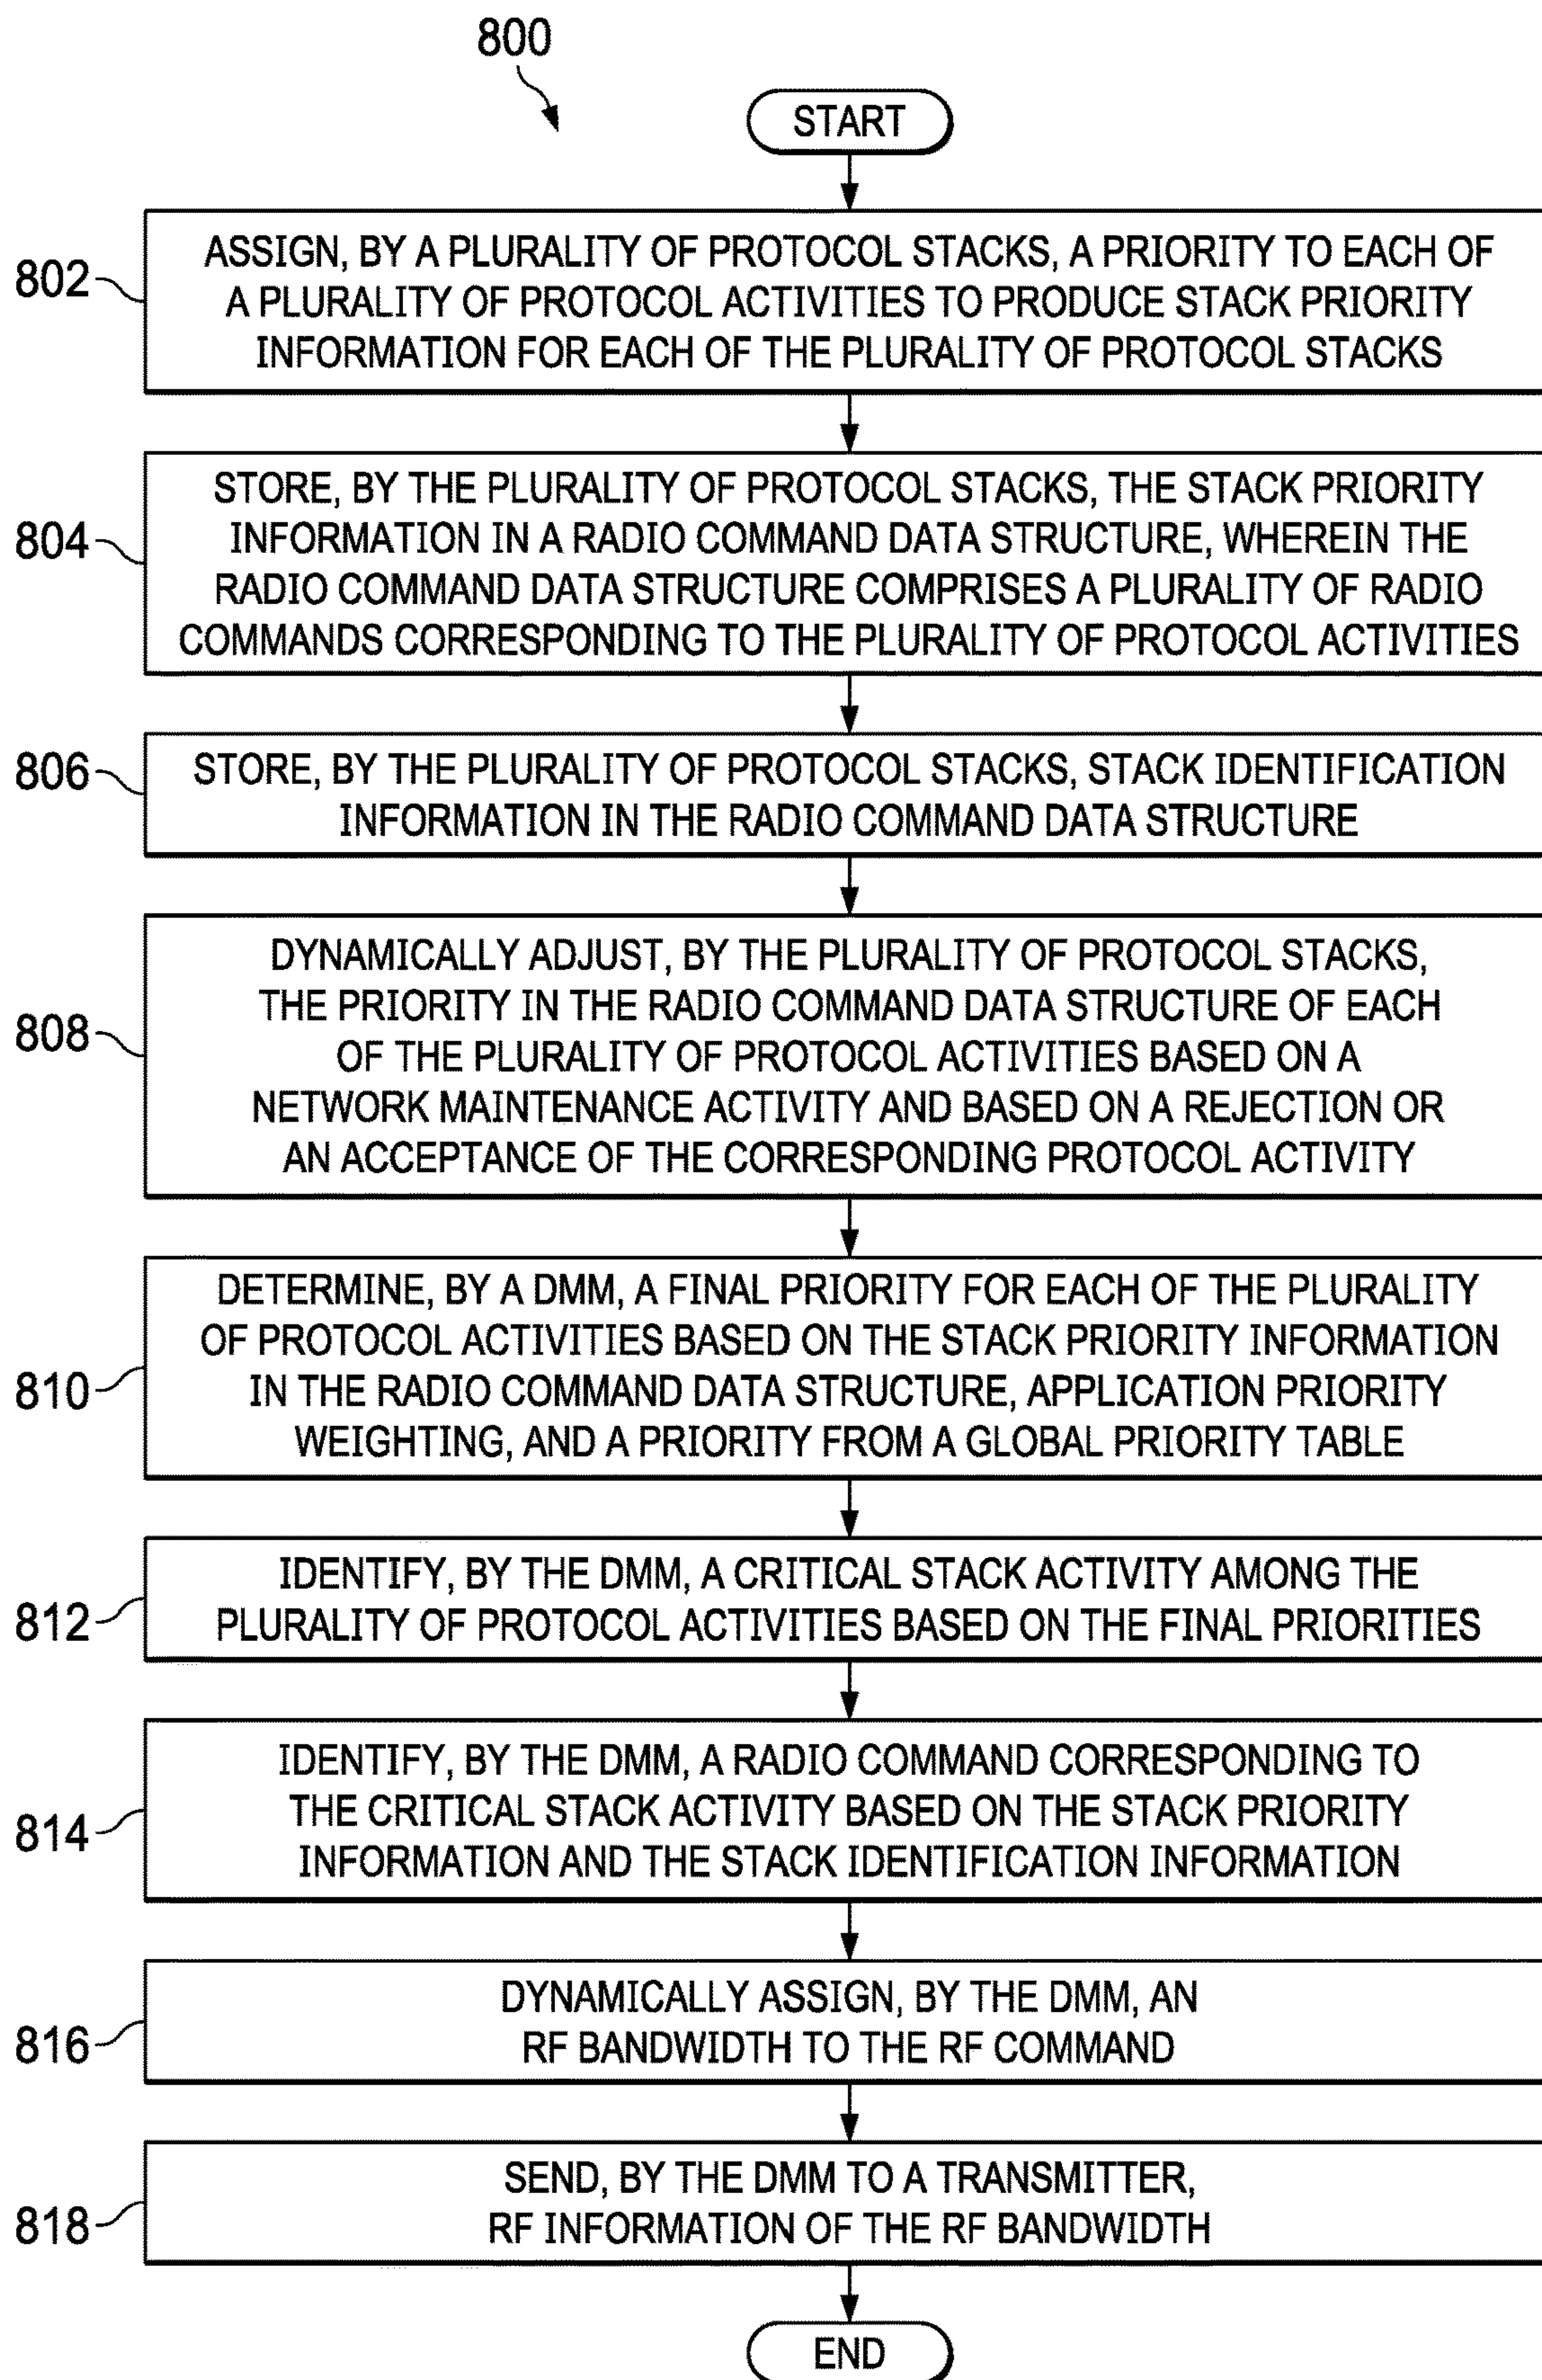 800
START
802
ASSIGN, BY A PLURALITY OF PROTOCOL STACKS, A PRIORITY TO EACH OF
A PLURALITY OF PROTOCOL ACTIVITIES TO PRODUCE STACK PRIORITY
INFORMATION FOR EACH OF THE PLURALITY OF PROTOCOL STACKS
804
STORE, BY THE PLURALITY OF PROTOCOL STACKS, THE STACK PRIORITY
INFORMATION IN A RADIO COMMAND DATA STRUCTURE, WHEREIN THE
RADIO COMMAND DATA STRUCTURE COMPRISES A PLURALITY OF RADIO
COMMANDS CORRESPONDING TO THE PLURALITY OF PROTOCOL ACTIVITIES
806
STORE, BY THE PLURALITY OF PROTOCOL STACKS, STACK IDENTIFICATION
INFORMATION IN THE RADIO COMMAND DATA STRUCTURE
808
DYNAMICALLY ADJUST, BY THE PLURALITY OF PROTOCOL STACKS,
THE PRIORITY IN THE RADIO COMMAND DATA STRUCTURE OF EACH
OF THE PLURALITY OF PROTOCOL ACTIVITIES BASED ON A
NETWORK MAINTENANCE ACTIVITY AND BASED ON A REJECTION OR
AN ACCEPTANCE OF THE CORRESPONDING PROTOCOL ACTIVITY
810
DETERMINE, BY A DMM, A FINAL PRIORITY FOR EACH OF THE PLURALITY
OF PROTOCOL ACTIVITIES BASED ON THE STACK PRIORITY INFORMATION
IN THE RADIO COMMAND DATA STRUCTURE, APPLICATION PRIORITY
WEIGHTING, AND A PRIORITY FROM A GLOBAL PRIORITY TABLE
812
IDENTIFY, BY THE DMM, A CRITICAL STACK ACTIVITY AMONG THE
PLURALITY OF PROTOCOL ACTIVITIES BASED ON THE FINAL PRIORITIES
814
IDENTIFY, BY THE DMM, A RADIO COMMAND CORRESPONDING TO
THE CRITICAL STACK ACTIVITY BASED ON THE STACK PRIORITY
INFORMATION AND THE STACK IDENTIFICATION INFORMATION
816
DYNAMICALLY ASSIGN, BY THE DMM, AN
RF BANDWIDTH TO THE RF COMMAND
818
SEND, BY THE DMM TO A TRANSMITTER,
RF INFORMATION OF THE RF BANDWIDTH
END